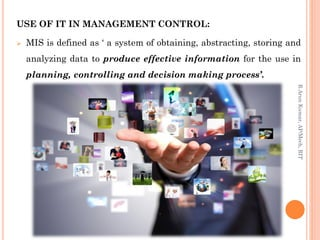 USE OF IT IN MANAGEMENT CONTROL:
MIS is defined as ‘ a system of obtaining, abstracting, storing and
analyzing data to produce effective information for the use in
planning, controlling and decision making process’.
R.Arun Kumar, AP/Mech, RIT